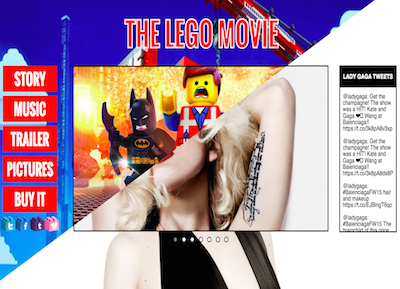 THE LEGO MOVIE
STORY
MUSIC
TRAILER
PICTURES
BUY IT
LADY GAGA TWEETS
@ladygaga: Get the
champagne! The show
was a HIT! Kate and
Gaga ❤ Wang at
Balenciaga!!
@ladygaga: Get the
champagne! The show
was a HIT! Kate and
Gaga ❤ Wang at
Balenciaga!!
@ladygaga:
#BalenciagaFW15 hair
and makeup
@ladygaga:
#BalenciagaFW15 The